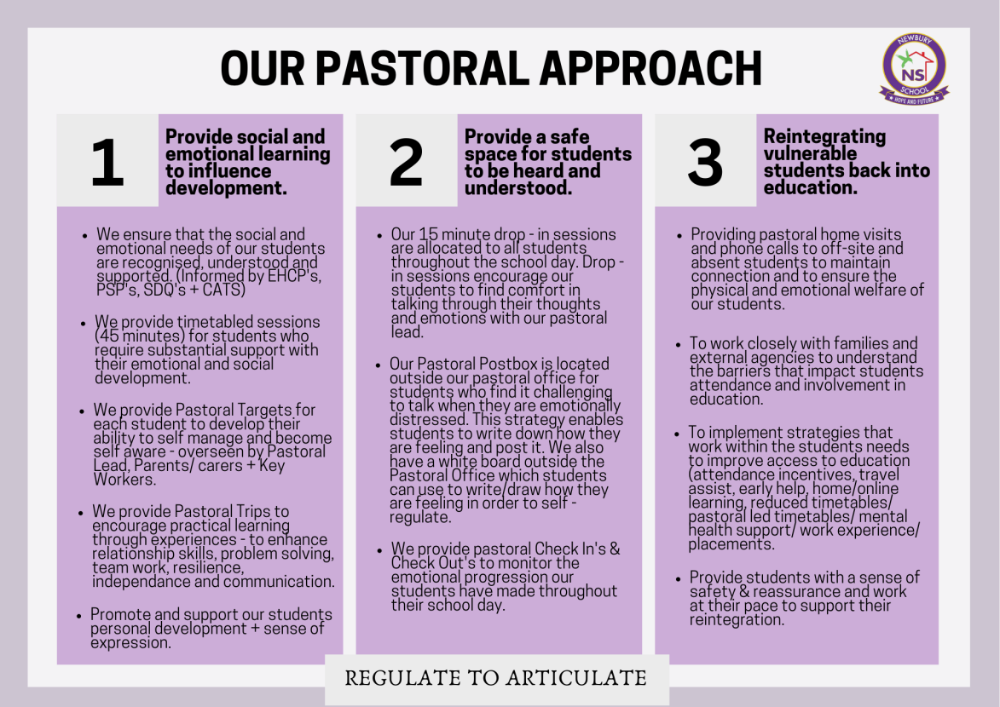 OUR PASTORAL APPROACH
NEWBURY
NS
SCHOOL
HOPE AND FUTURE
1
Provide social and
emotional learning
to influence
development.
• We ensure that the social and
emotional needs of our students
are recognised, understood and
supported. (Informed by EHCP's,
PSP's, SDQ's + CATS)
• We provide timetabled sessions
(45 minutes) for students who
require substantial support with
their emotional and social
development.
• We provide Pastoral Targets for
each student to develop their
ability to self manage and become
self aware - overseen by Pastoral
Lead, Parents/ carers + Key
Workers.
• We provide Pastoral Trips to
encourage practical learning
through experiences - to enhance
relationship skills, problem solving,
team work, resilience,
independance and communication.
• Promote and support our students
personal development + sense of
expression.
2
Provide a safe
space for students
to be heard and
understood.
• Our 15 minute drop - in sessions
are allocated to all students
throughout the school day. Drop -
in sessions encourage our
students to find comfort in
talking through their thoughts
and emotions with our pastoral
lead.
• Our Pastoral Postbox is located
outside our pastoral office for
students who find it challenging
to talk when they are emotionally
distressed. This strategy enables
students to write down how they
are feeling and post it. We also
have a white board outside the
Pastoral Office which students
can use to write/draw how they
are feeling in order to self -
regulate.
• We provide pastoral Check In's &
Check Out's to monitor the
emotional progression our
students have made throughout
their school day.
3
Reintegrating
vulnerable
students back into
education.
• Providing pastoral home visits
and phone calls to off-site and
absent students to maintain
connection and to ensure the
physical and emotional welfare of
our students.
• To work closely with families and
external agencies to understand
the barriers that impact students
attendance and involvement in
education.
• To implement strategies that
work within the students needs
to improve access to education
(attendance incentives, travel
assist, early help, home/online
learning, reduced timetables/
pastoral led timetables/ mental
health support/ work experience/
placements.
• Provide students with a sense of
safety & reassurance and work
at their pace to support their
reintegration.
REGULATE TO ARTICULATE